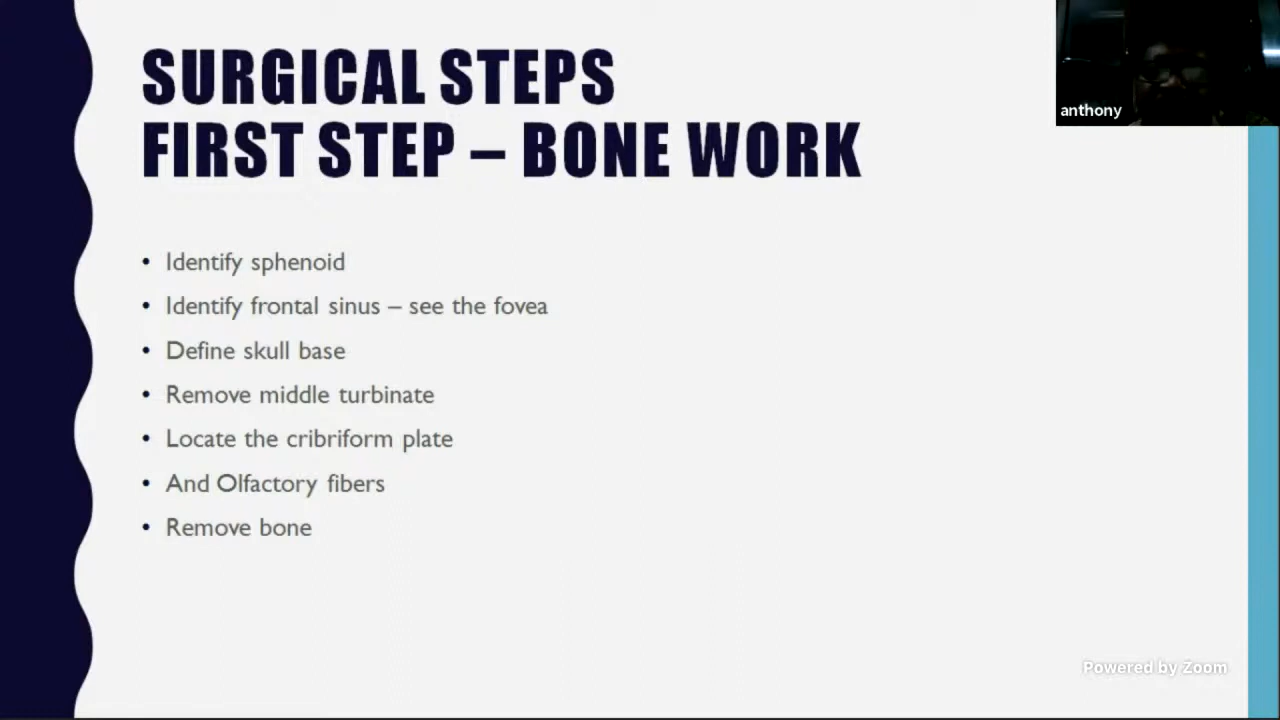 SURGICAL STEPS
FIRST STEP – BONE WORK
anthony
• Identify sphenoid
• Identify frontal sinus – see the fovea
• Define skull base
• Remove middle turbinate
• Locate the cribriform plate
• And Olfactory fibers
• Remove bone
Powered by Zoom